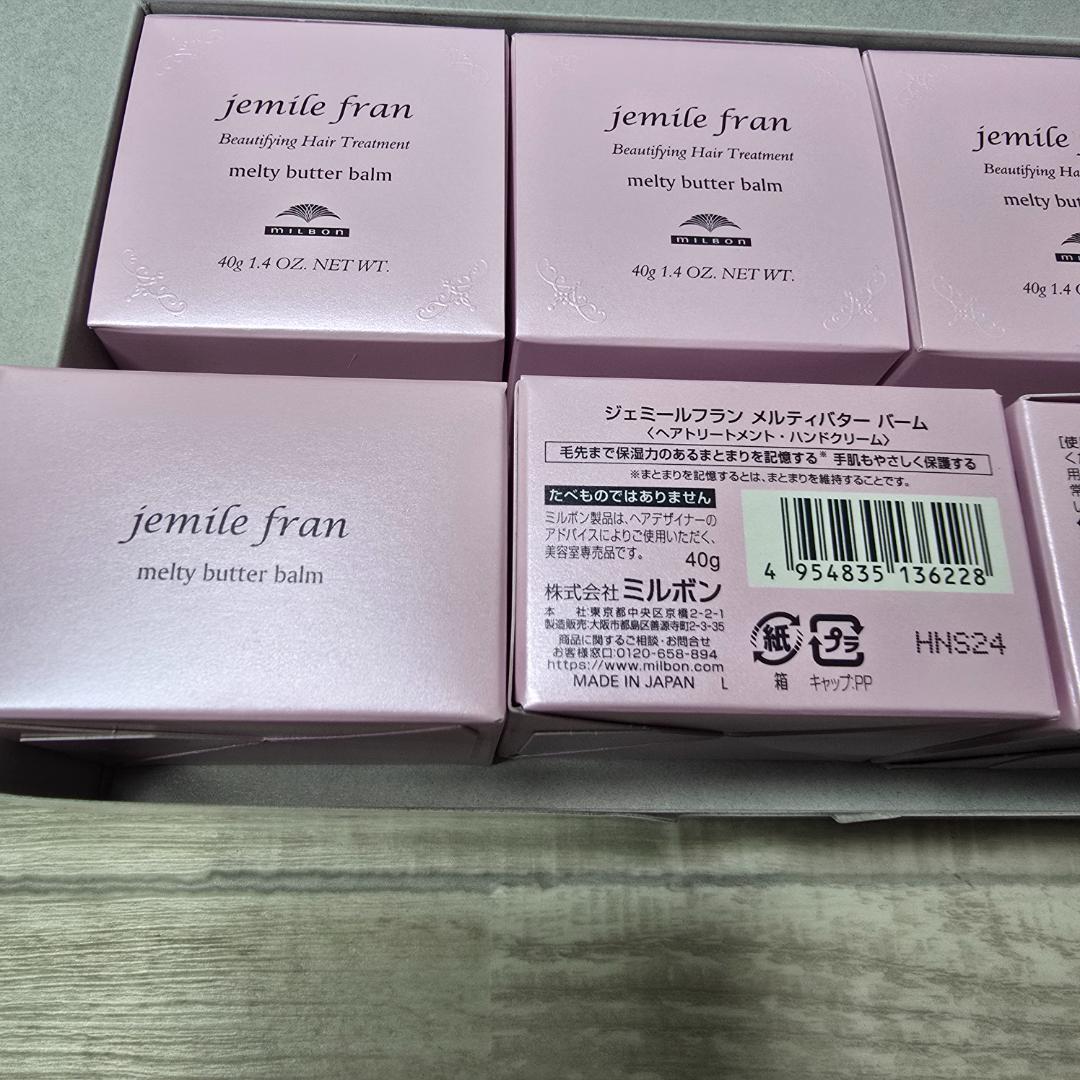 jemile fran
Beautifying Hair Treatment
melty butter balm
MILBON
40g 1.4 OZ. NET WT.
jemile fran
Beautifying Hair Treatment
melty butter balm
MILBON
40g 1.4 OZ. NET WT.
jemile
Beautifying
melty
40g 1.4
jemile fran
melty butter balm
ジェミールフラン メルティバター バーム
〈ヘアトリートメント・ハンドクリーム〉
毛先まで保湿力のあるまとまりを記憶する※ 手肌もやさしく保護する
※まとまりを記憶するとは、まとまりを維持することです。
たべものではありません
ミルボン製品は、ヘアデザイナーの
アドバイスによりご使用いただく、
美容室専売品です。
40g
株式会社 ミルボン
本 社:東京都中央区京橋2-2-1
製造販売:大阪市都島区善源寺町2-3-35
商品に関するご相談・お問合せ
お客様窓口:0120-658-894
https://www.milbon.com
MADE IN JAPAN L
4 954835 136228
紙 プラ
箱 キャップ:PP
HNS24